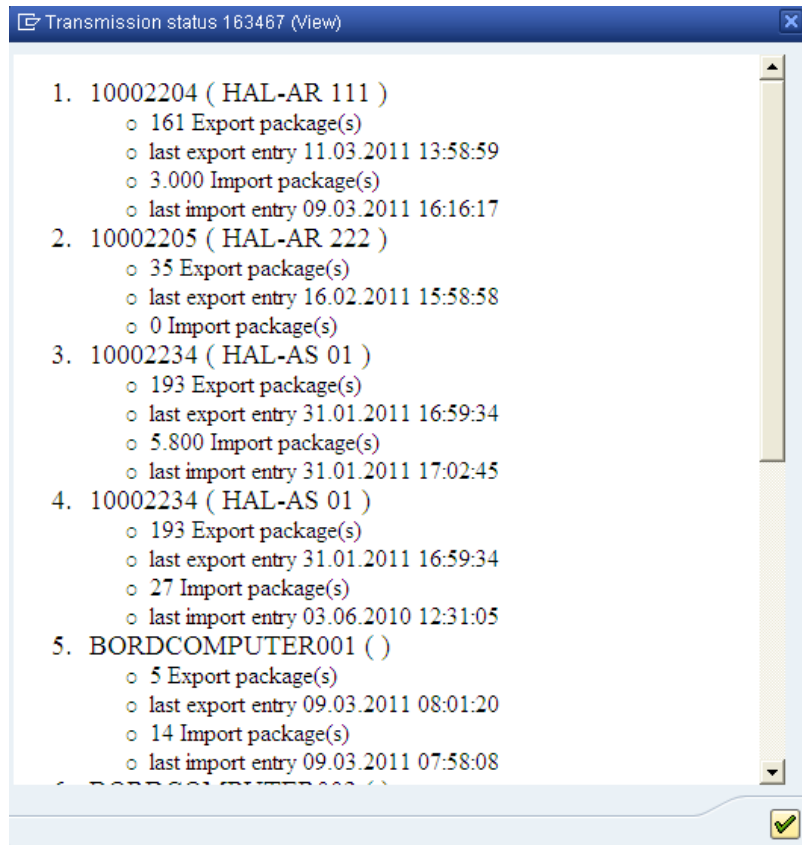 Transmission status 163467 (View)
1. 10002204 ( HAL-AR 111 )
o 161 Export package(s)
o last export entry 11.03.2011 13:58:59
o 3.000 Import package(s)
o last import entry 09.03.2011 16:16:17
2. 10002205 ( HAL-AR 222 )
o 35 Export package(s)
o last export entry 16.02.2011 15:58:58
o 0 Import package(s)
3. 10002234 ( HAL-AS 01 )
o 193 Export package(s)
o last export entry 31.01.2011 16:59:34
o 5.800 Import package(s)
o last import entry 31.01.2011 17:02:45
4. 10002234 ( HAL-AS 01 )
o 193 Export package(s)
o last export entry 31.01.2011 16:59:34
o 27 Import package(s)
o last import entry 03.06.2010 12:31:05
5. BORDCOMPUTER001 ( )
o 5 Export package(s)
o last export entry 09.03.2011 08:01:20
o 14 Import package(s)
o last import entry 09.03.2011 07:58:08